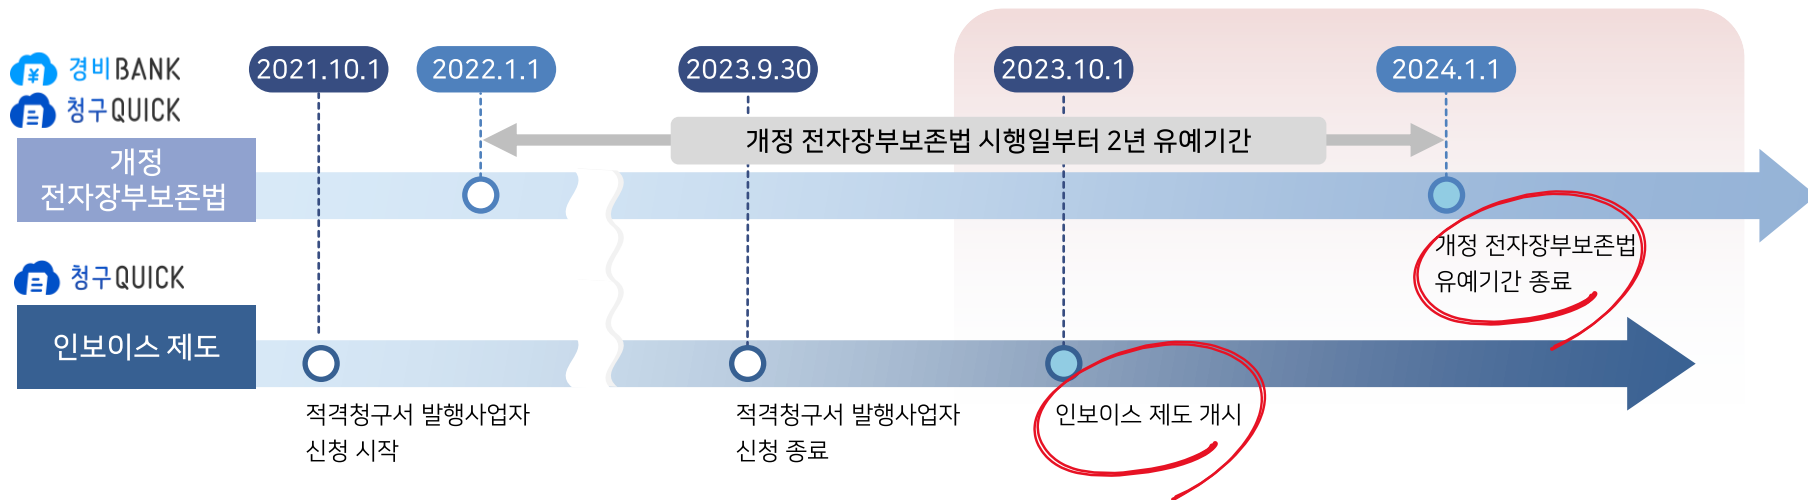 경비BANK
청구QUICK
2021.10.1
2022.1.1
2023.9.30
2023.10.1
2024.1.1
개정 전자장부보존법 시행일부터 2년 유예기간
개정
전자장부보존법
개정 전자장부보존법
유예기간 종료
청구QUICK
인보이스 제도
적격청구서 발행사업자
신청 시작
적격청구서 발행사업자
신청 종료
인보이스 제도 개시